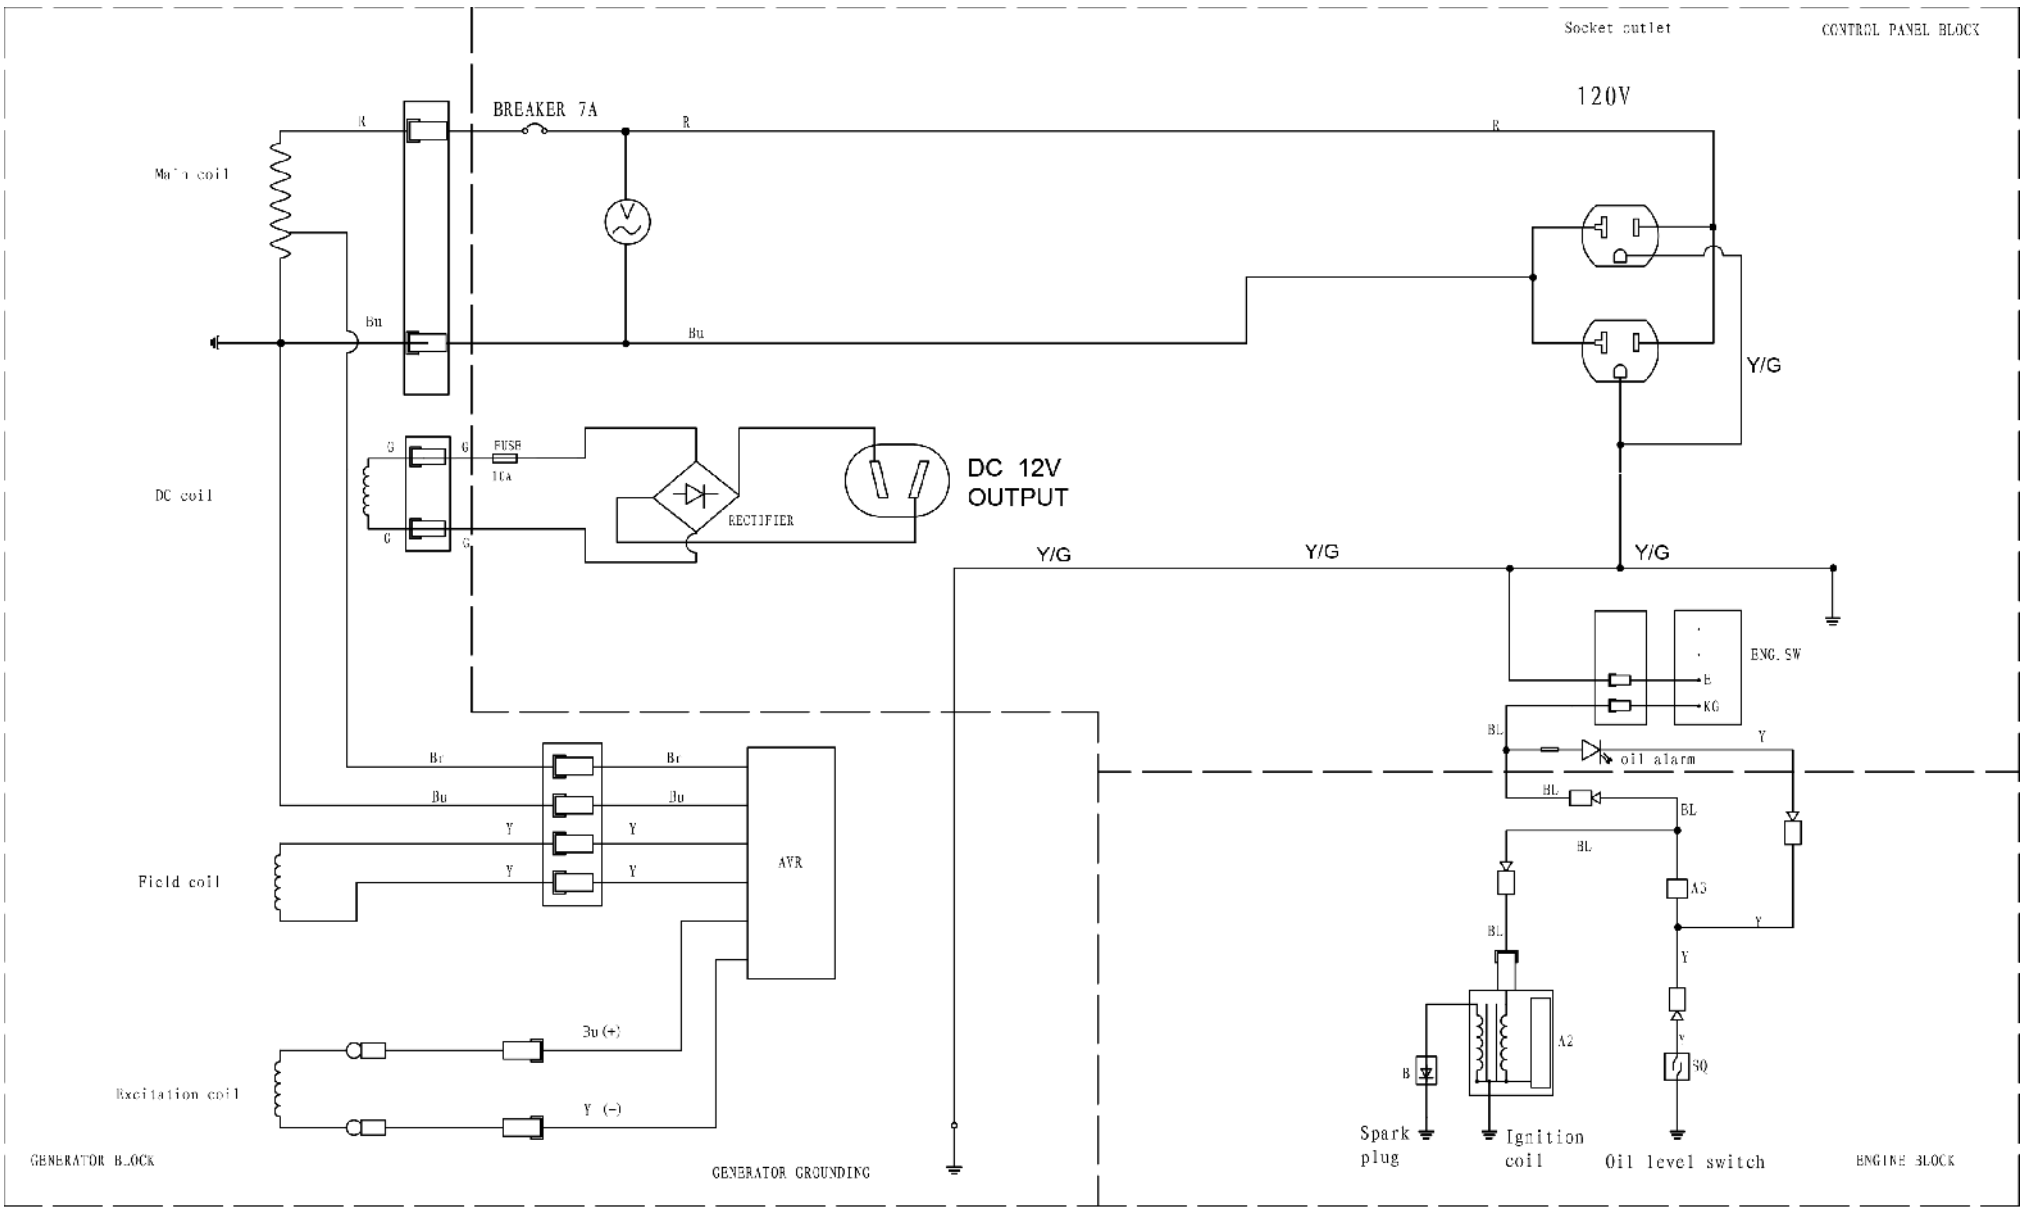 Socket outlet
CONTROL PANEL BLOCK
120V
BREAKER 7A
R
R
R
Main coil
Bu
Bu
Y/G
G
G
FUSE
10A
DC coil
DC 12V
OUTPUT
RECTIFIER
G
G
Y/G
Y/G
Y/G
ENG. SW
E
KG
BL
Y
oil alarm
Br
Br
Bu
Bu
BL
BL
Y
Y
BL
AVR
Field coil
Y
Y
A3
Y
BL
Y
Bu(+)
A2
B
SQ
Excitation coil
Y (-)
Spark
plug
Ignition
coil
Oil level switch
GENERATOR BLOCK
GENERATOR GROUNDING
ENGINE BLOCK